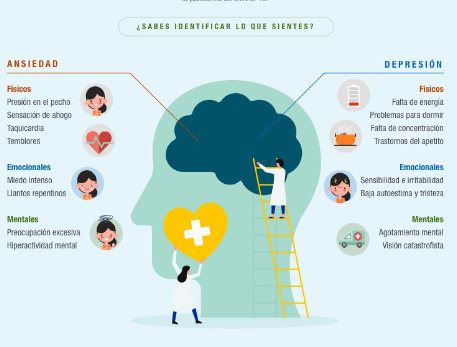 ¿SABES IDENTIFICAR LO QUE SIENTES?
ANSIEDAD
Físicos
Presión en el pecho
Sensación de ahogo
Taquicardia
Temblores
Emocionales
Miedo intenso
Llantos repentinos
Mentales
Preocupación excesiva
Hiperactividad mental
DEPRESIÓN
Físicos
Falta de energía
Problemas para dormir
Falta de concentración
Trastornos del apetito
Emocionales
Sensibilidad e irritabilidad
Baja autoestima y tristeza
Mentales
Agotamiento mental
Visión catastrofista